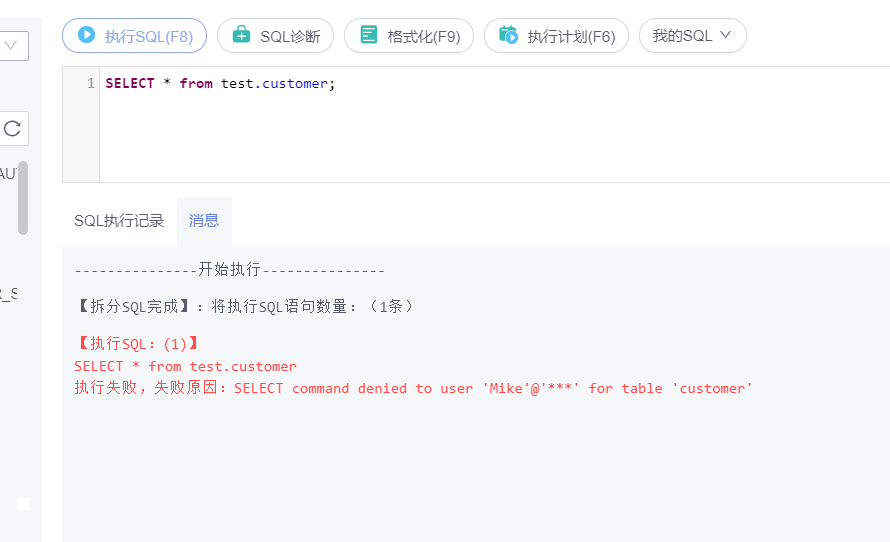 执行SQL(F8)
SQL诊断
格式化(F9)
执行计划(F6)
我的SQL
1 SELECT * from test.customer;
AU
R_S
SQL执行记录
消息
---------------开始执行---------------
【拆分SQL完成】：将执行SQL语句数量：（1条）
【执行SQL：(1)】
SELECT * from test.customer
执行失败，失败原因：SELECT command denied to user 'Mike'@'***' for table 'customer'